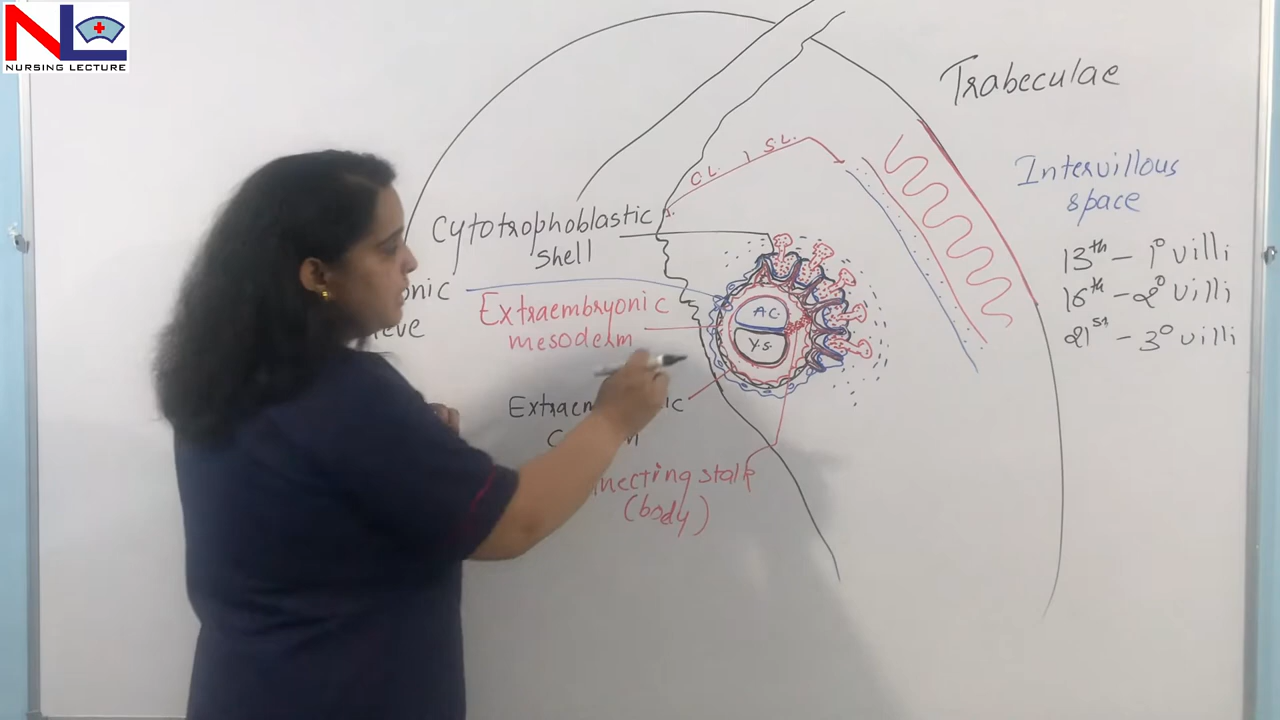 NL
NURSING LECTURE
Trabeculae
Intervillous
space
13th - 1° villi
16th - 2° villi
21st - 3° villi
C.L. , S.L.
Cytotrophoblastic
shell
Extraembryonic
mesoderm
A.C.
Y.S.
(body)